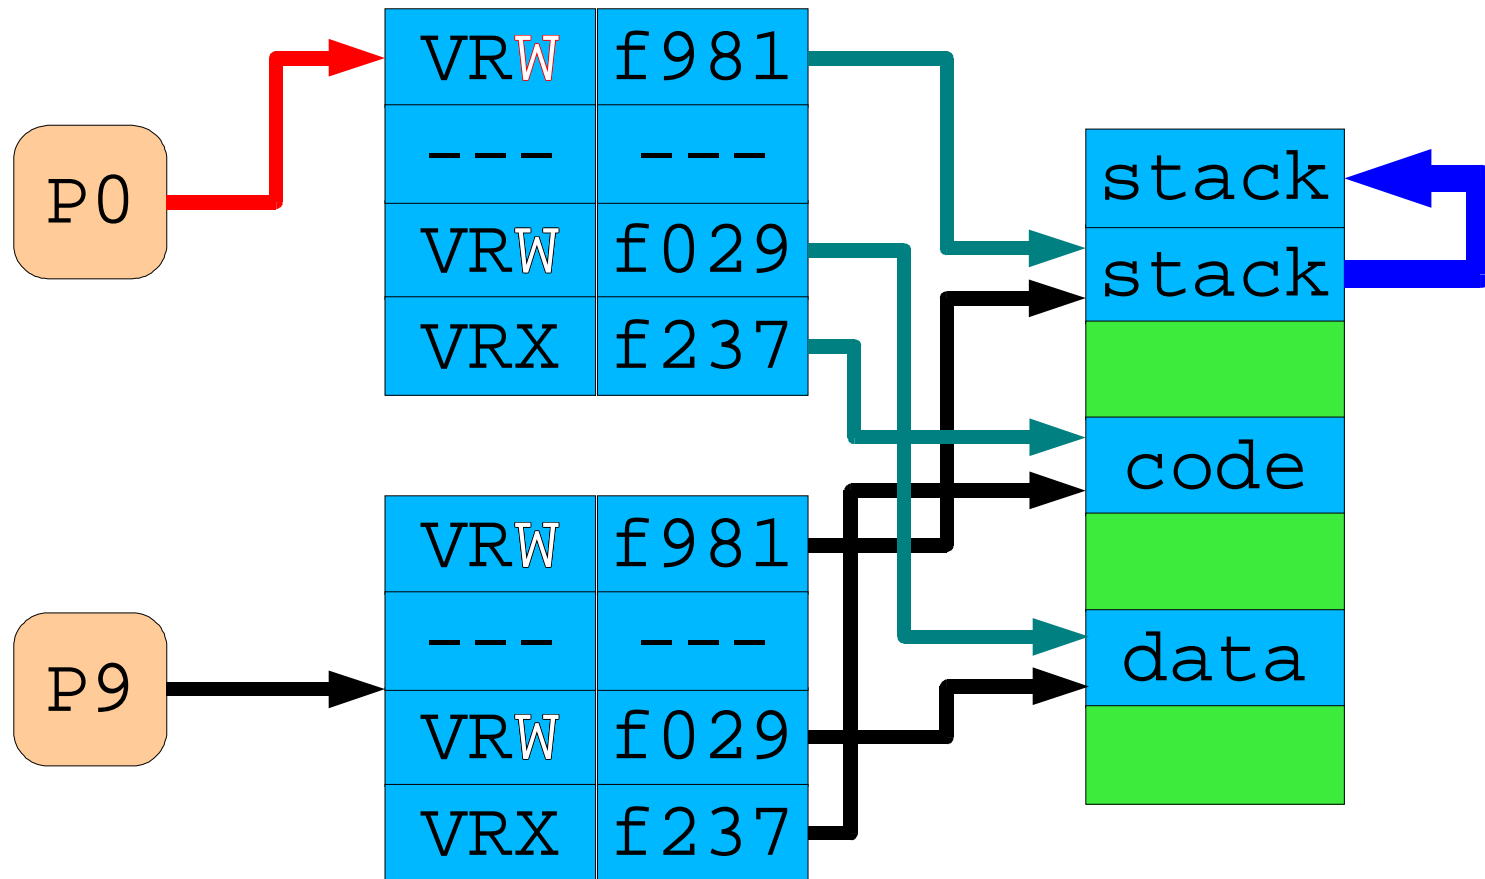 P0
VRW f981
--- ---
VRW f029
VRX f237
P9
VRW f981
--- ---
VRW f029
VRX f237
stack
stack
code
data